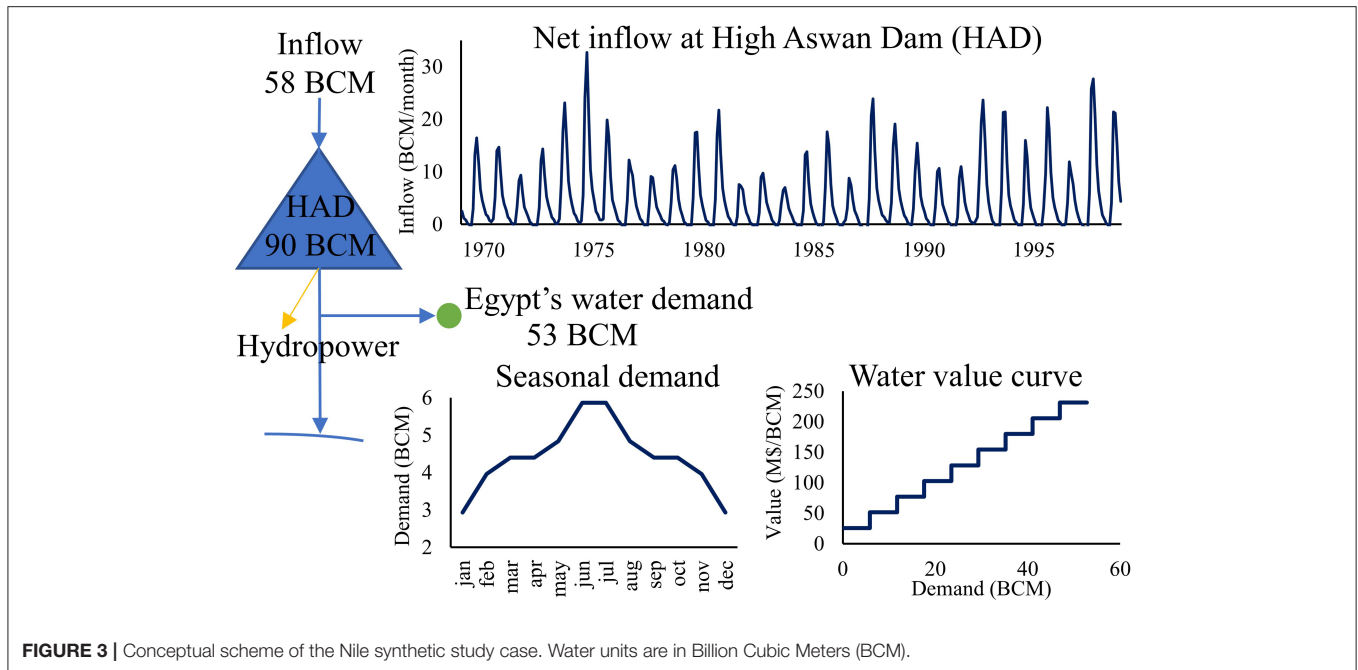 Inflow
58 BCM
HAD
90 BCM
Hydropower
Egypt's water demand
53 BCM
Net inflow at High Aswan Dam (HAD)
Inflow (BCM/month)
30
20
10
0
1970 1975 1980 1985 1990 1995
Seasonal demand
Demand (BCM)
6
5
4
3
2
jan feb mar apr may jun jul aug sep oct nov dec
Water value curve
Value (M$/BCM)
250
200
150
100
50
0
0 20 40 60
Demand (BCM)
FIGURE 3 | Conceptual scheme of the Nile synthetic study case. Water units are in Billion Cubic Meters (BCM).